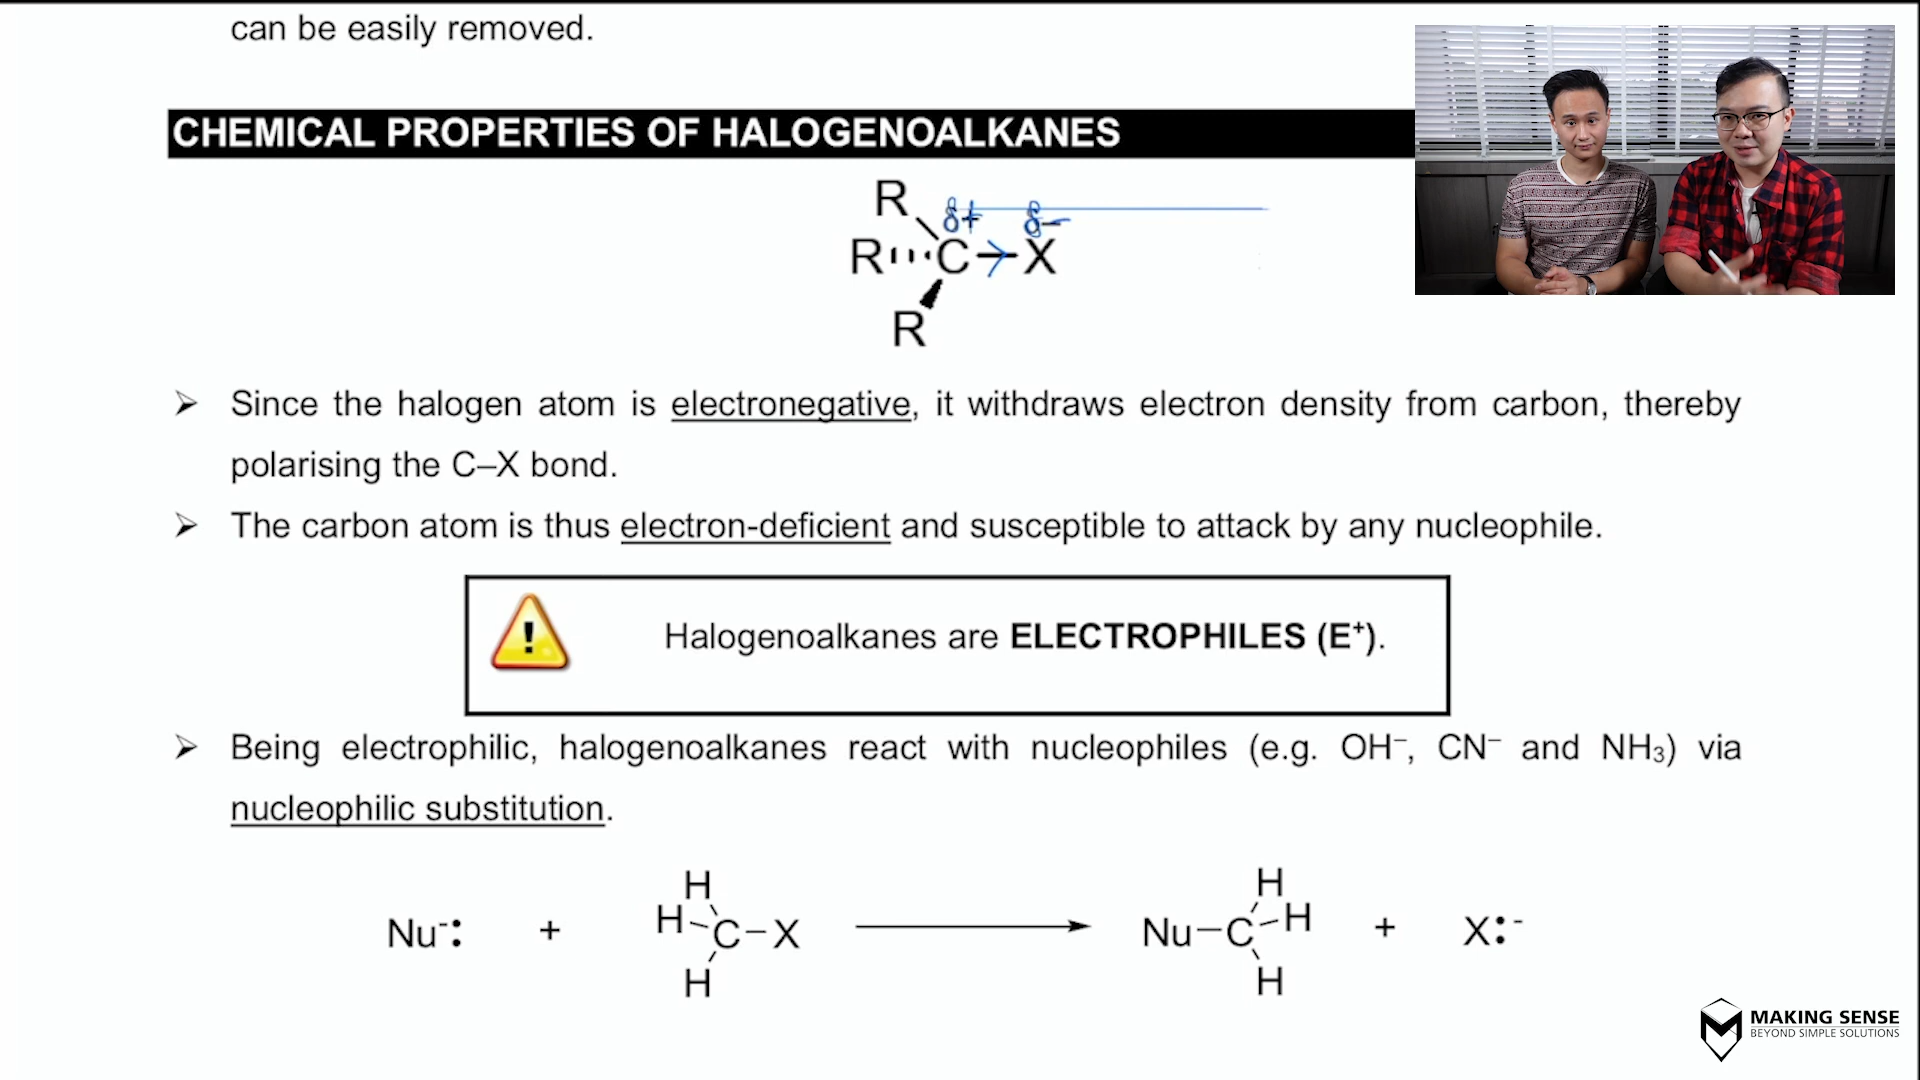 can be easily removed.
CHEMICAL PROPERTIES OF HALOGENOALKANES
R
δ+ δ−
R C X
R
➢ Since the halogen atom is electronegative, it withdraws electron density from carbon, thereby
polarising the C–X bond.
➢ The carbon atom is thus electron-deficient and susceptible to attack by any nucleophile.
! Halogenoalkanes are ELECTROPHILES (E⁺).
➢ Being electrophilic, halogenoalkanes react with nucleophiles (e.g. OH⁻, CN⁻ and NH₃) via
nucleophilic substitution.
H H
Nu⁻: + H C–X → Nu–C H + X:⁻
H H
MAKING SENSE
BEYOND SIMPLE SOLUTIONS